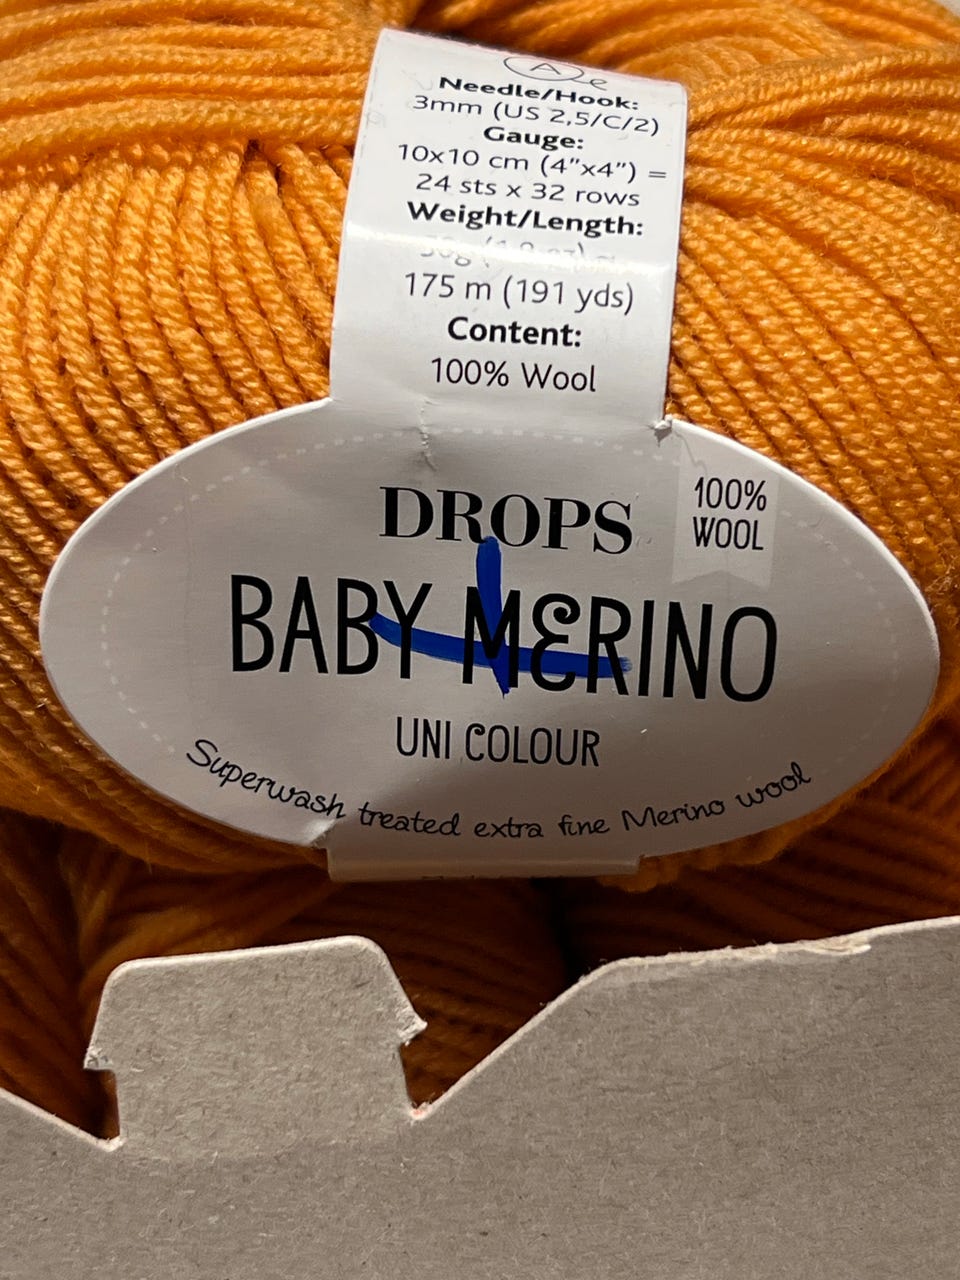 A
Needle/Hook:
3mm (US 2,5/C/2)
Gauge:
10x10 cm (4"x4") =
24 sts x 32 rows
Weight/Length:
175 m (191 yds)
Content:
100% Wool
DROPS
100%
WOOL
BABY MERINO
UNI COLOUR
Superwash treated extra fine Merino wool